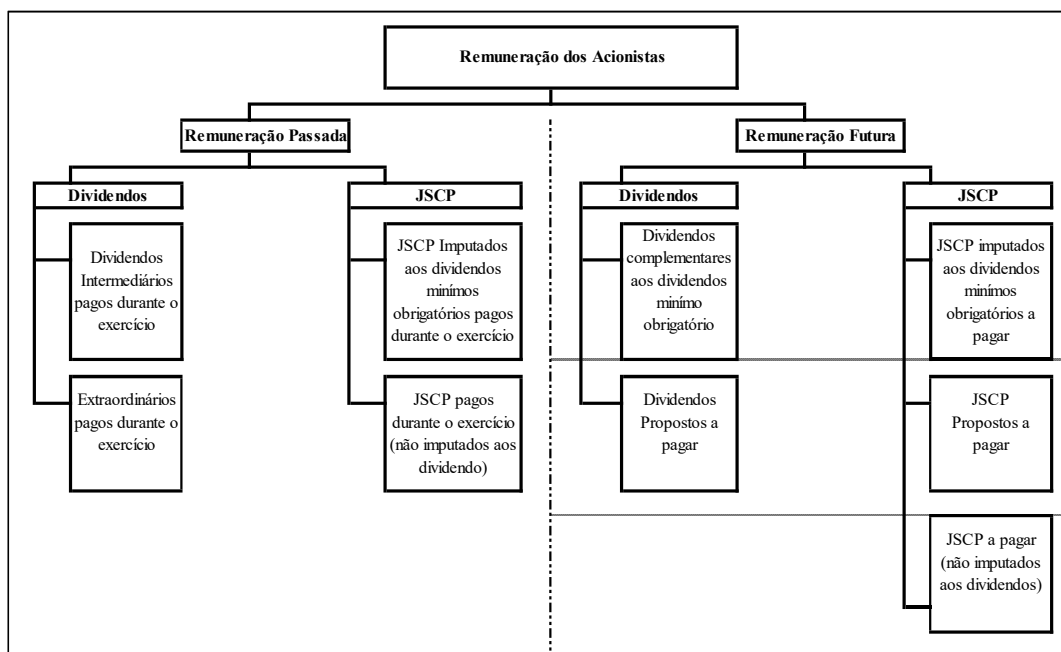 Remuneração dos Acionistas
Remuneração Passada
Remuneração Futura
Dividendos
JSCP
Dividendos
JSCP
Dividendos
Intermediários
pagos durante o
exercício
JSCP Imputados
aos dividendos
minímos
obrigatórios pagos
durante o exercício
Dividendos
complementares
aos dividendos
minímo
obrigatório
JSCP imputados
aos dividendos
minímos
obrigatórios a
pagar
Extraordinários
pagos durante o
exercício
JSCP pagos
durante o exercício
(não imputados aos
dividendo)
Dividendos
Propostos a
pagar
JSCP
Propostos a
pagar
JSCP a pagar
(não imputados
aos dividendos)